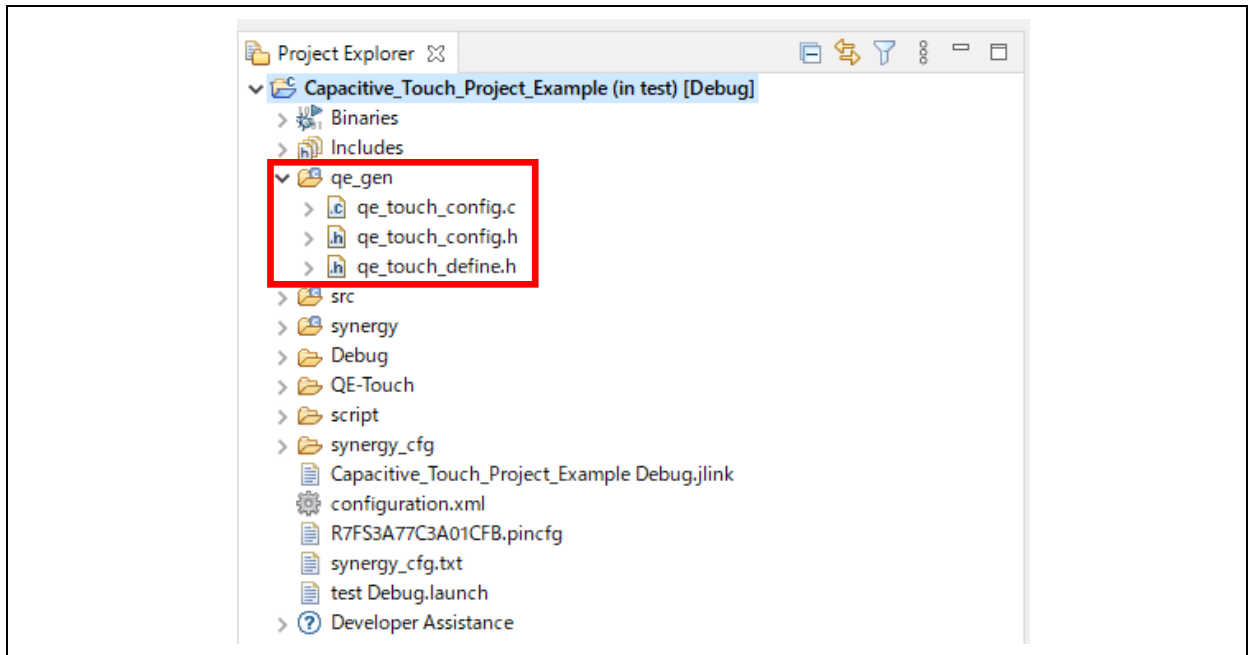 Project Explorer
Capacitive_Touch_Project_Example (in test) [Debug]
Binaries
Includes
qe_gen
qe_touch_config.c
qe_touch_config.h
qe_touch_define.h
src
synergy
Debug
QE-Touch
script
synergy_cfg
Capacitive_Touch_Project_Example Debug.jlink
configuration.xml
R7FS3A77C3A01CFB.pincfg
synergy_cfg.txt
test Debug.launch
Developer Assistance